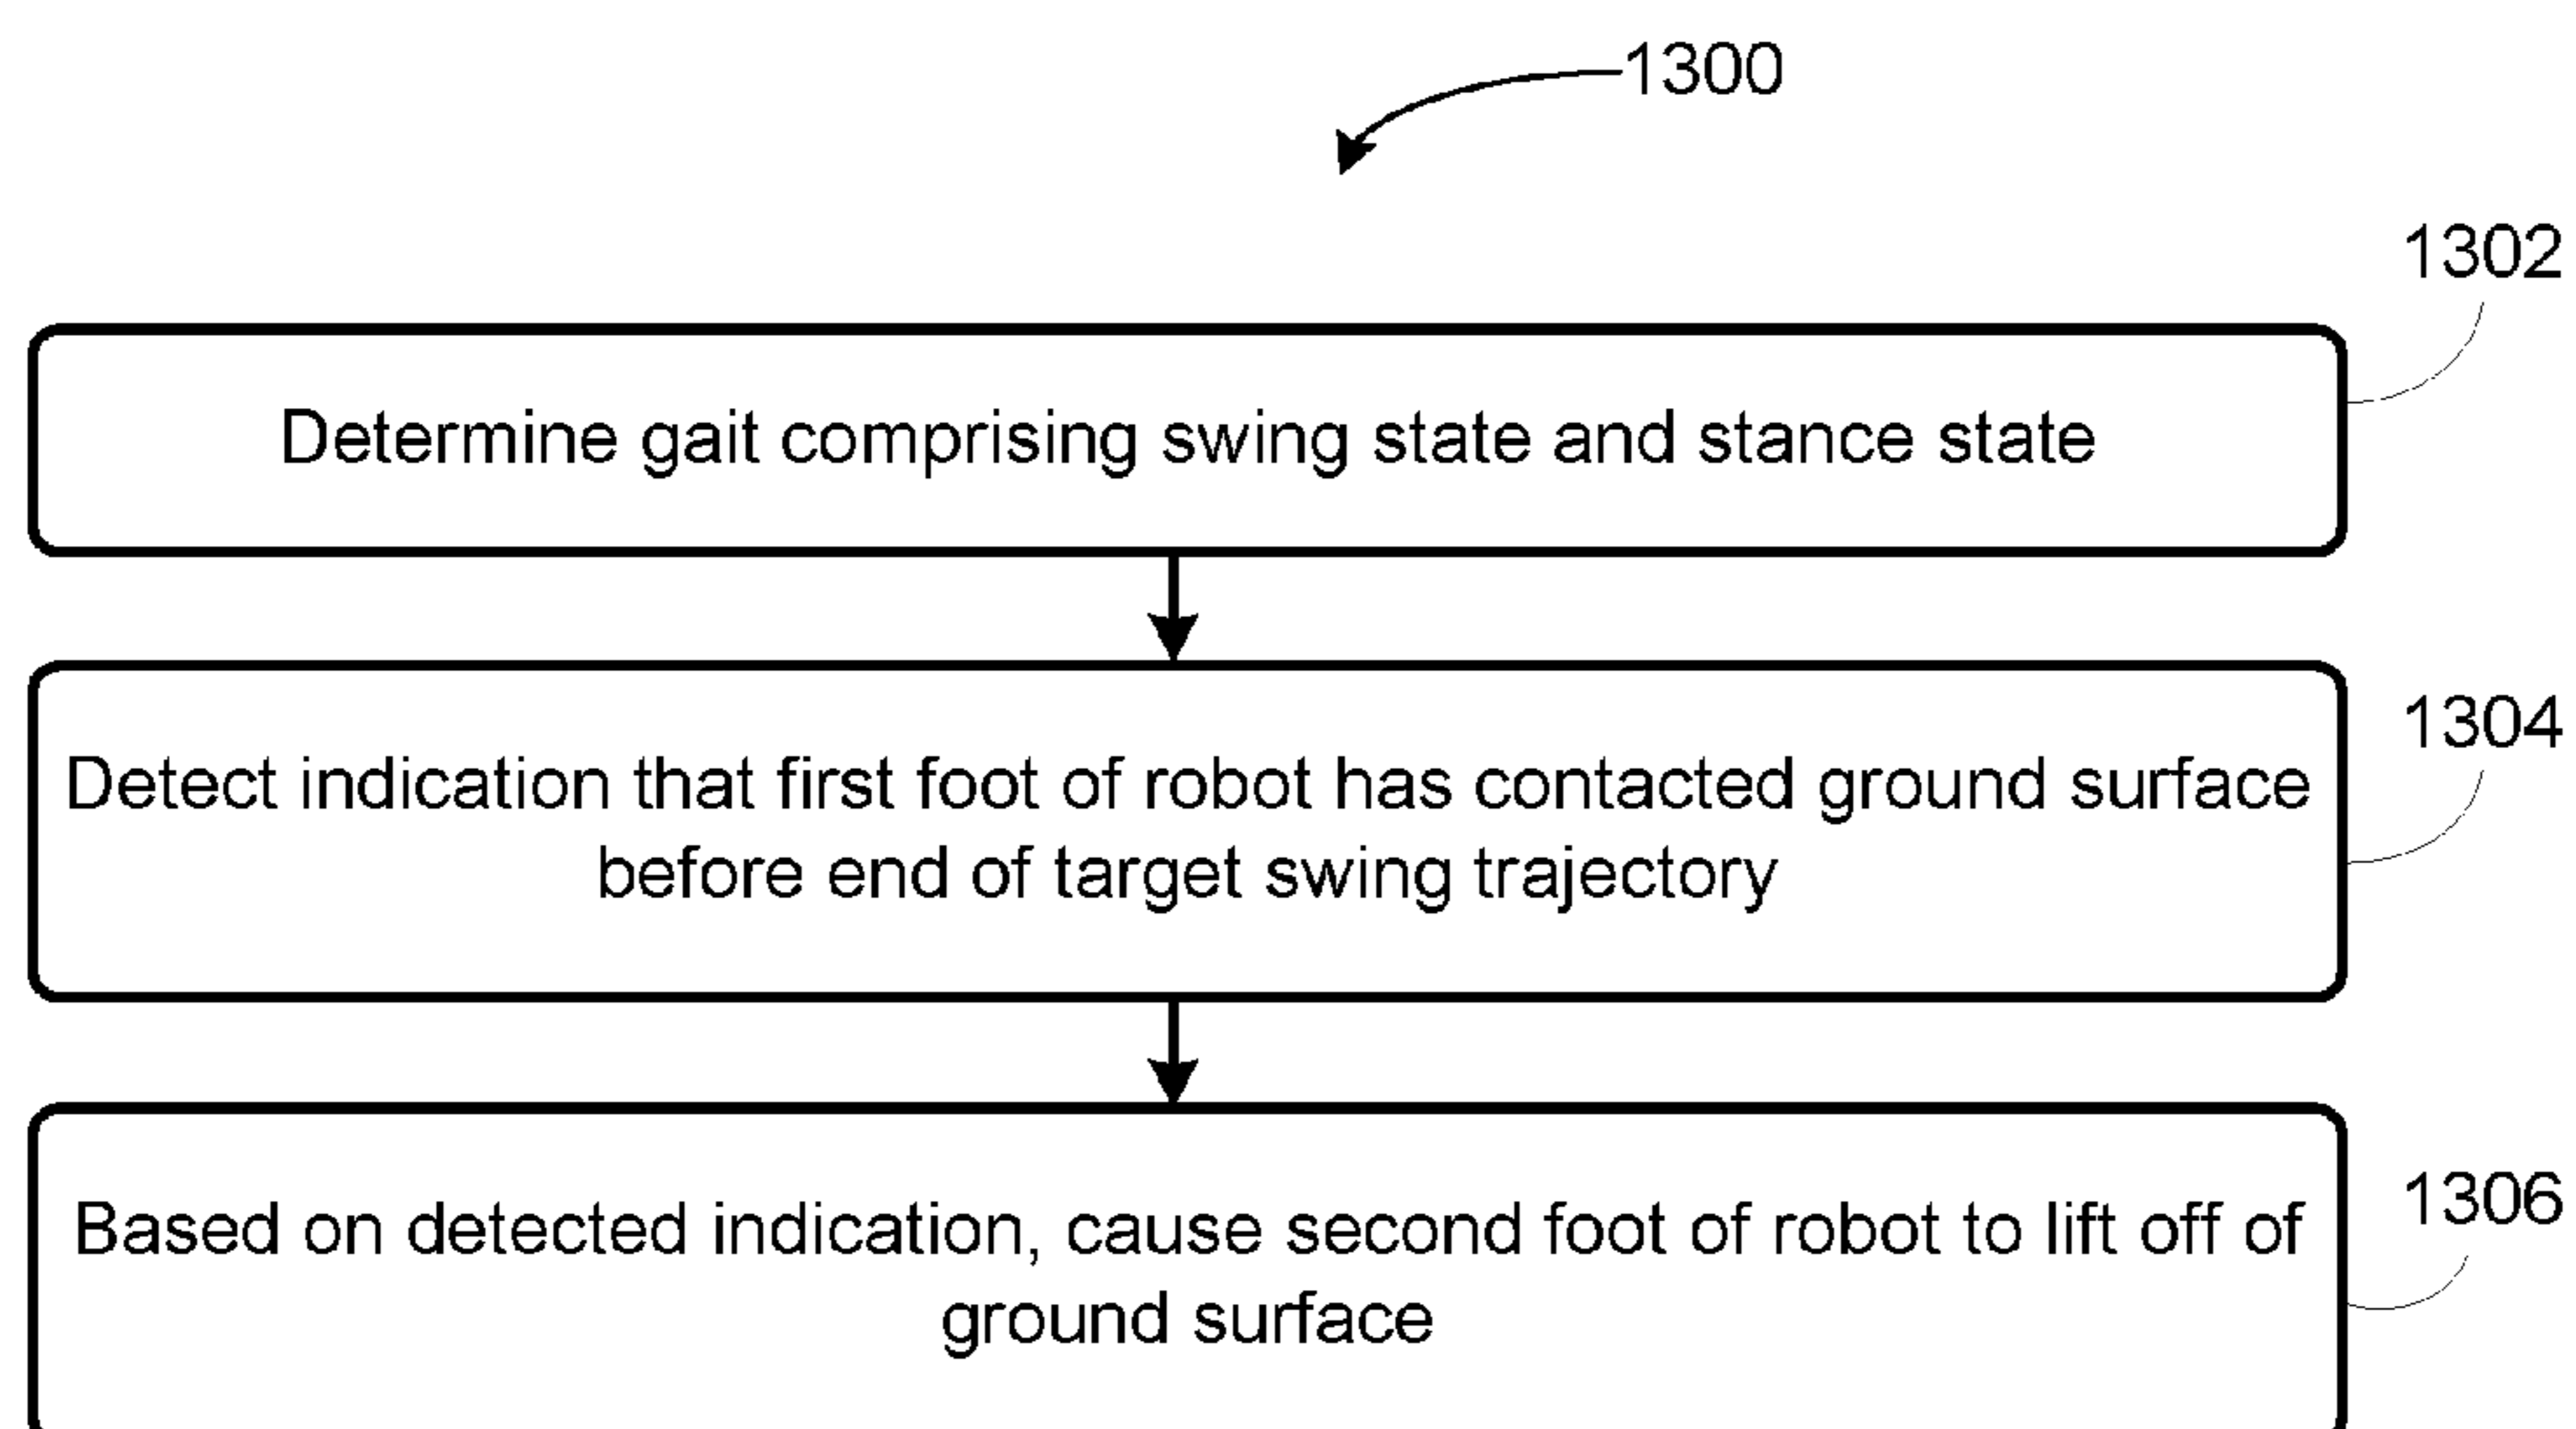 1300
1302
Determine gait comprising swing state and stance state
1304
Detect indication that first foot of robot has contacted ground surface
before end of target swing trajectory
1306
Based on detected indication, cause second foot of robot to lift off of
ground surface